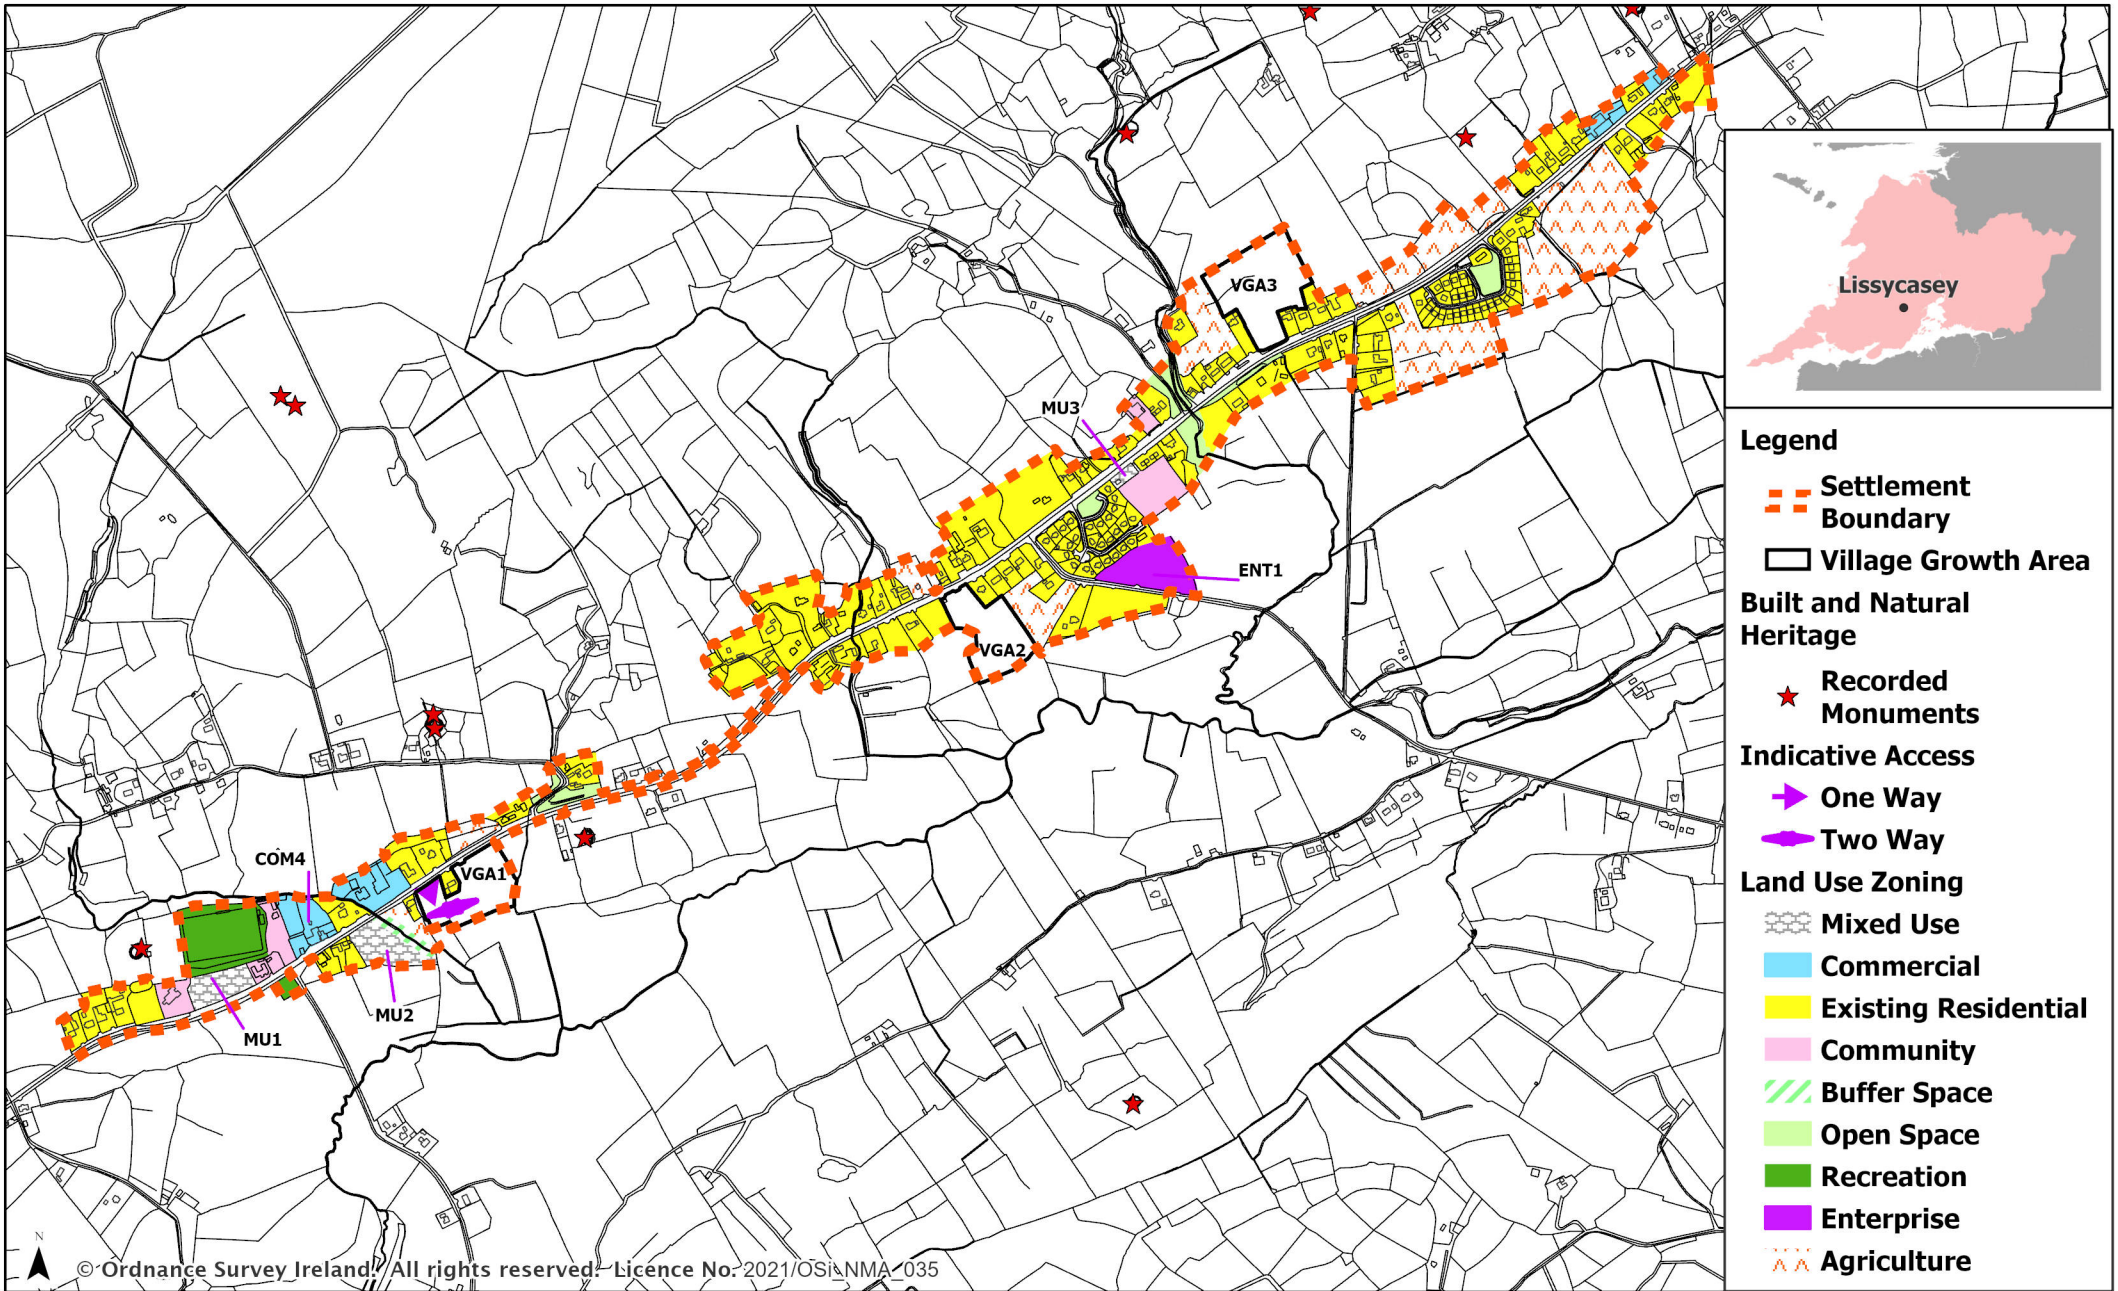 VGA3
MU3
ENT1
VGA2
COM4
VGA1
MU2
MU1
Lissycasey
Legend
Settlement
Boundary
Village Growth Area
Built and Natural
Heritage
Recorded
Monuments
Indicative Access
One Way
Two Way
Land Use Zoning
Mixed Use
Commercial
Existing Residential
Community
Buffer Space
Open Space
Recreation
Enterprise
Agriculture
N
© Ordnance Survey Ireland. All rights reserved. Licence No. 2021/OSi_NMA_035